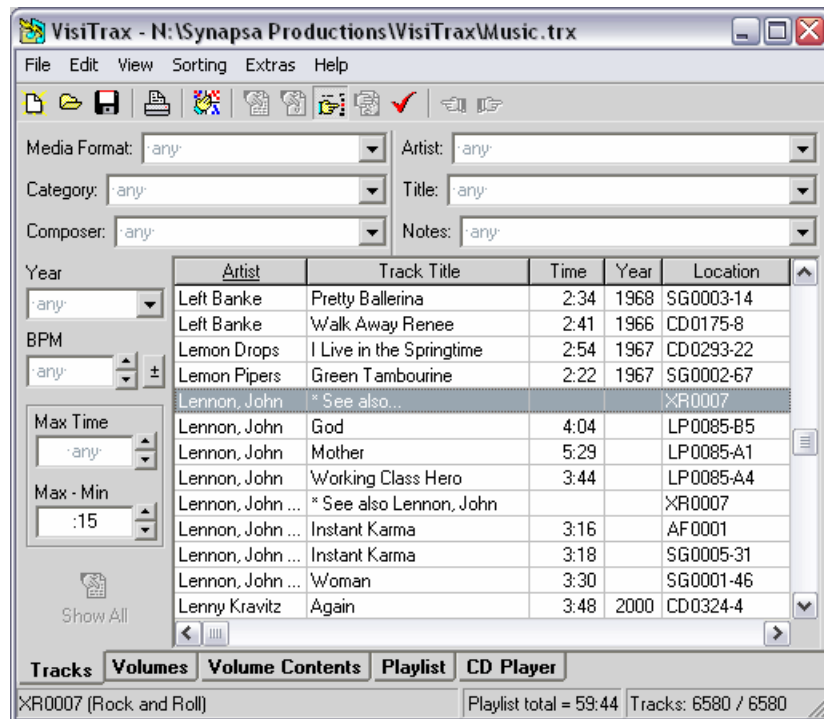 VisiTrax - N:\Synapsa Productions\VisiTrax\Music.trx
File Edit View Sorting Extras Help
Media Format: ·any· Artist: ·any·
Category: ·any· Title: ·any·
Composer: ·any· Notes: ·any·
Year
·any·
BPM
·any· ±
Max Time
·any·
Max - Min
:15
Show All
Artist Track Title Time Year Location
Left Banke Pretty Ballerina 2:34 1968 SG0003-14
Left Banke Walk Away Renee 2:41 1966 CD0175-8
Lemon Drops I Live in the Springtime 2:54 1967 CD0293-22
Lemon Pipers Green Tambourine 2:22 1967 SG0002-67
Lennon, John * See also... XR0007
Lennon, John God 4:04 LP0085-B5
Lennon, John Mother 5:29 LP0085-A1
Lennon, John Working Class Hero 3:44 LP0085-A4
Lennon, John ... * See also Lennon, John XR0007
Lennon, John ... Instant Karma 3:16 AF0001
Lennon, John ... Instant Karma 3:18 SG0005-31
Lennon, John ... Woman 3:30 SG0001-46
Lenny Kravitz Again 3:48 2000 CD0324-4
Tracks Volumes Volume Contents Playlist CD Player
XR0007 (Rock and Roll) Playlist total = 59:44 Tracks: 6580 / 6580